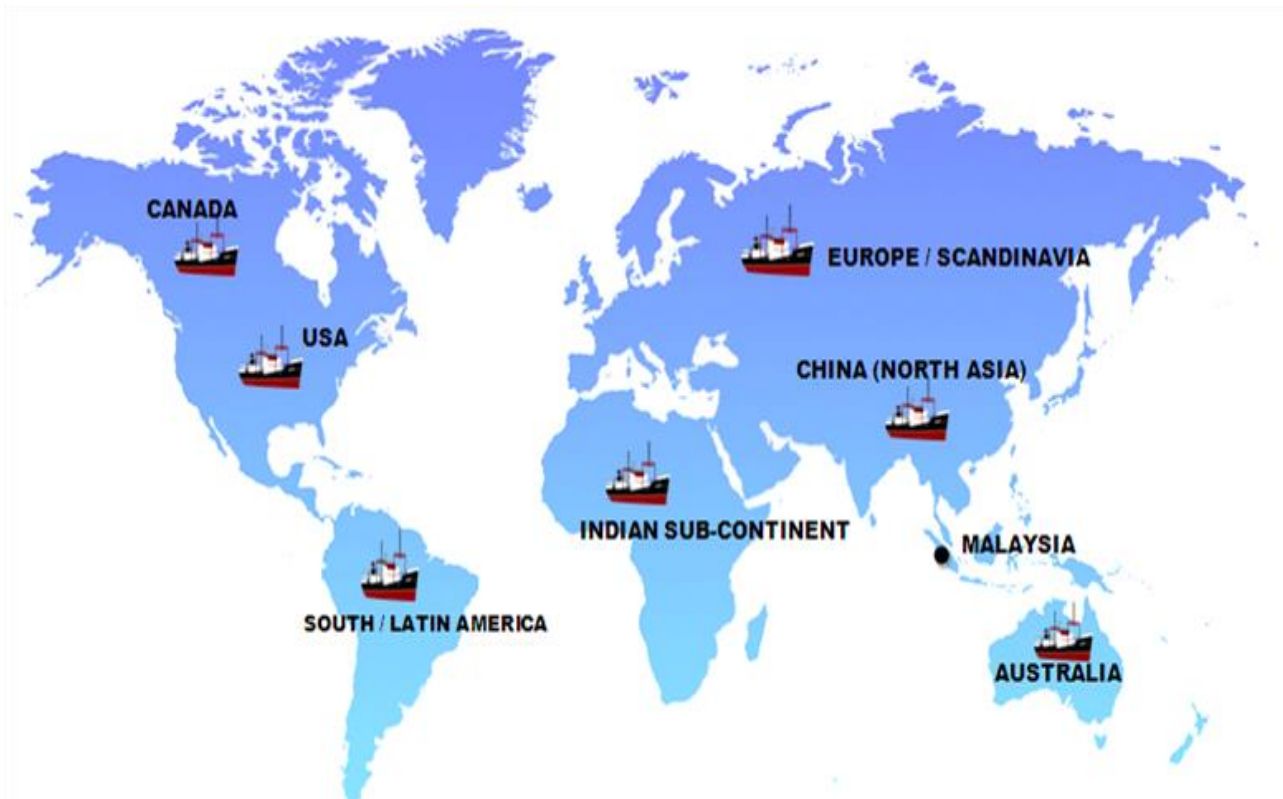 CANADA
EUROPE / SCANDINAVIA
USA
CHINA (NORTH ASIA)
INDIAN SUB-CONTINENT
MALAYSIA
SOUTH / LATIN AMERICA
AUSTRALIA